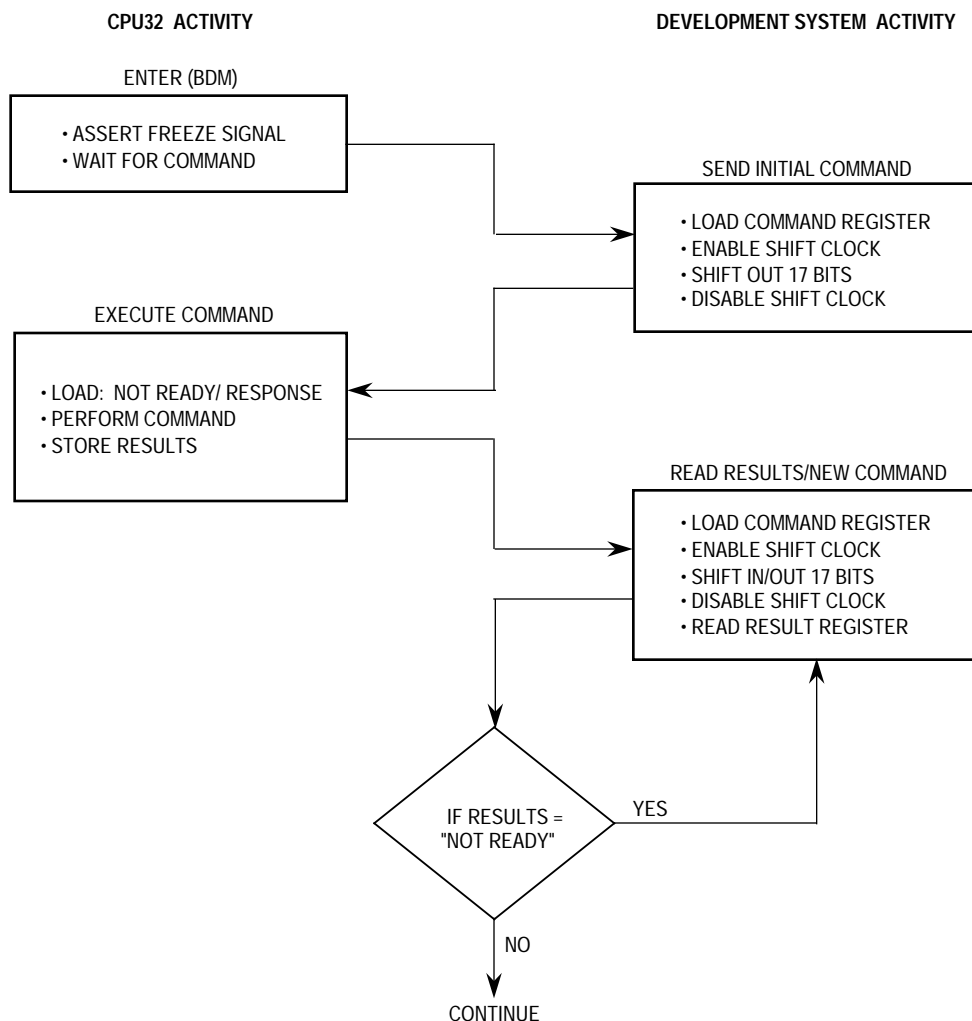 CPU32 ACTIVITY
DEVELOPMENT SYSTEM ACTIVITY
ENTER (BDM)
• ASSERT FREEZE SIGNAL
• WAIT FOR COMMAND
SEND INITIAL COMMAND
• LOAD COMMAND REGISTER
• ENABLE SHIFT CLOCK
• SHIFT OUT 17 BITS
• DISABLE SHIFT CLOCK
EXECUTE COMMAND
• LOAD: NOT READY/ RESPONSE
• PERFORM COMMAND
• STORE RESULTS
READ RESULTS/NEW COMMAND
• LOAD COMMAND REGISTER
• ENABLE SHIFT CLOCK
• SHIFT IN/OUT 17 BITS
• DISABLE SHIFT CLOCK
• READ RESULT REGISTER
IF RESULTS =
"NOT READY"
YES
NO
CONTINUE